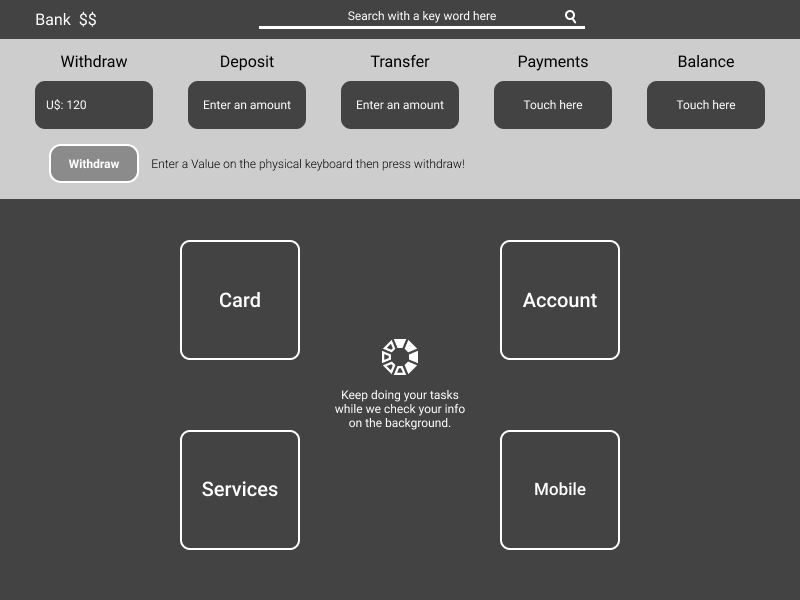 Bank $$
Search with a key word here
Withdraw
Deposit
Transfer
Payments
Balance
U$: 120
Enter an amount
Enter an amount
Touch here
Touch here
Withdraw
Enter a Value on the physical keyboard then press withdraw!
Card
Account
Keep doing your tasks
while we check your info
on the background.
Services
Mobile